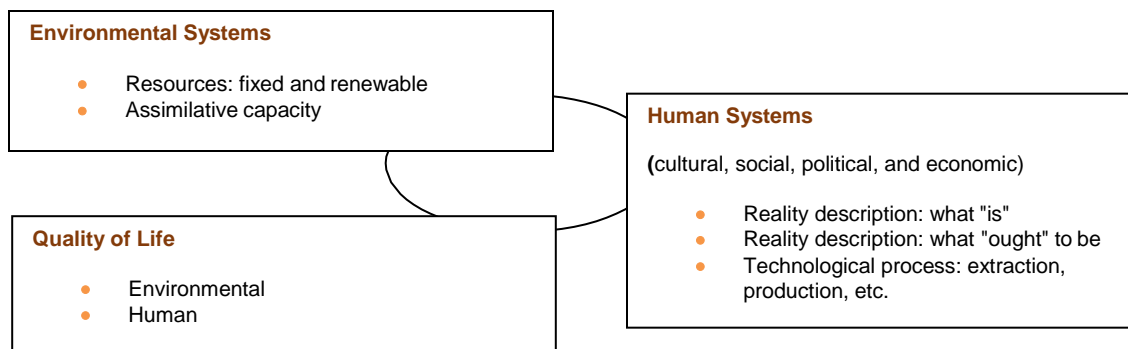 Environmental Systems
● Resources: fixed and renewable
● Assimilative capacity
Human Systems
(cultural, social, political, and economic)
● Reality description: what "is"
● Reality description: what "ought" to be
● Technological process: extraction,
production, etc.
Quality of Life
● Environmental
● Human